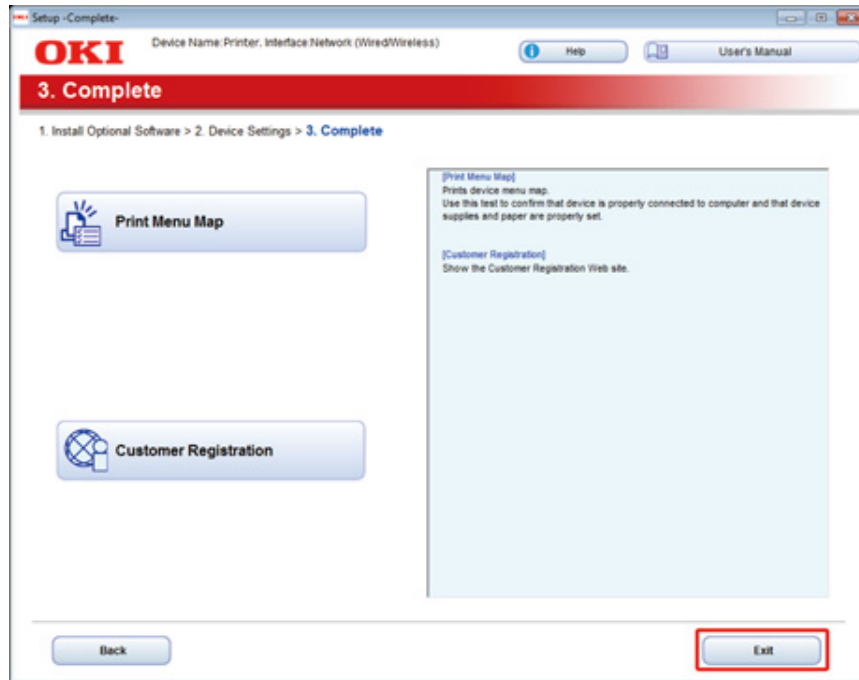 Setup -Complete-
OKI
Device Name:Printer, Interface:Network (Wired/Wireless)
Help
User's Manual
3. Complete
1. Install Optional Software > 2. Device Settings > 3. Complete
Print Menu Map
[Print Menu Map]
Prints device menu map.
Use this test to confirm that device is properly connected to computer and that device
supplies and paper are properly set.
[Customer Registration]
Show the Customer Registration Web site.
Customer Registration
Back
Exit